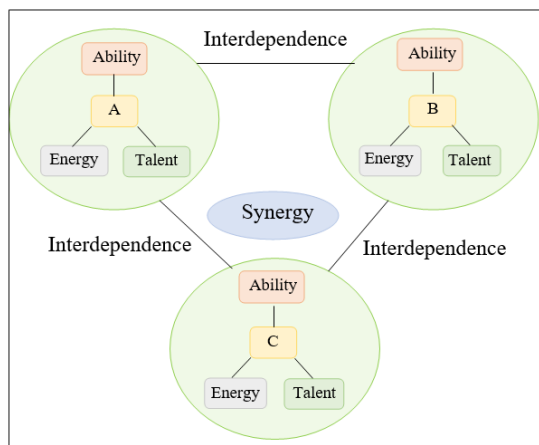 Interdependence
Ability
A
Energy
Talent
Ability
B
Energy
Talent
Synergy
Interdependence
Interdependence
Ability
C
Energy
Talent